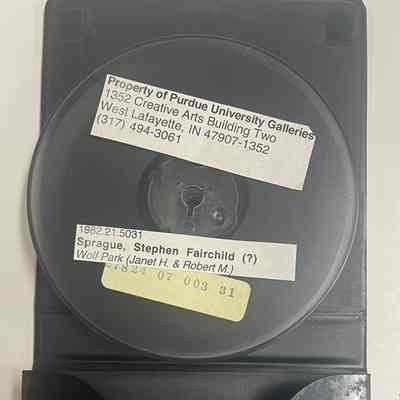 Property of Purdue University Galleries
1352 Creative Arts Building Two
West Lafayette, IN 47907-1352
(317) 494-3061
1982.21.5031
Sprague, Stephen Fairchild (?)
Wolf Park (Janet H. & Robert M.)
07 003 31